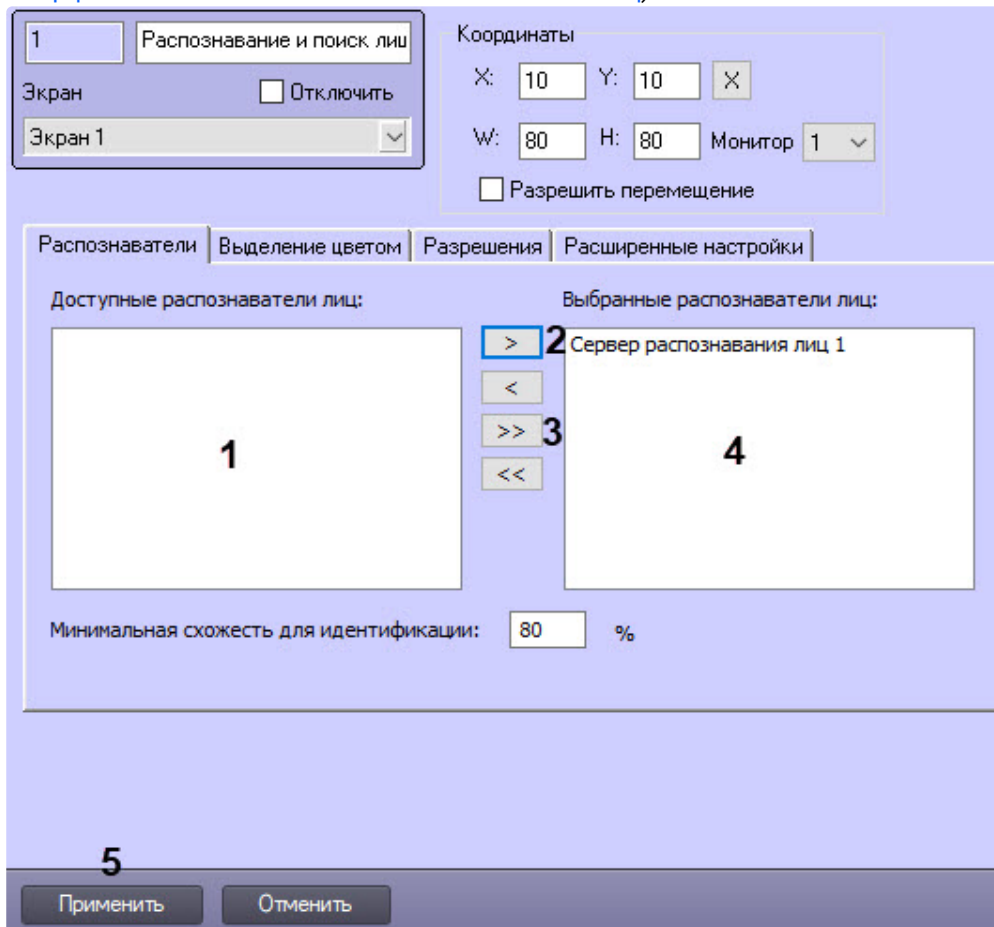 1 Распознавание и поиск лиц
Экран Отключить
Экран 1
Координаты
X: 10 Y: 10 X
W: 80 H: 80 Монитор 1
Разрешить перемещение
Распознаватели Выделение цветом Разрешения Расширенные настройки
Доступные распознаватели лиц: Выбранные распознаватели лиц:
> 2 Сервер распознавания лиц 1
<
>> 3
1 4
<<
Минимальная схожесть для идентификации: 80 %
5
Применить Отменить